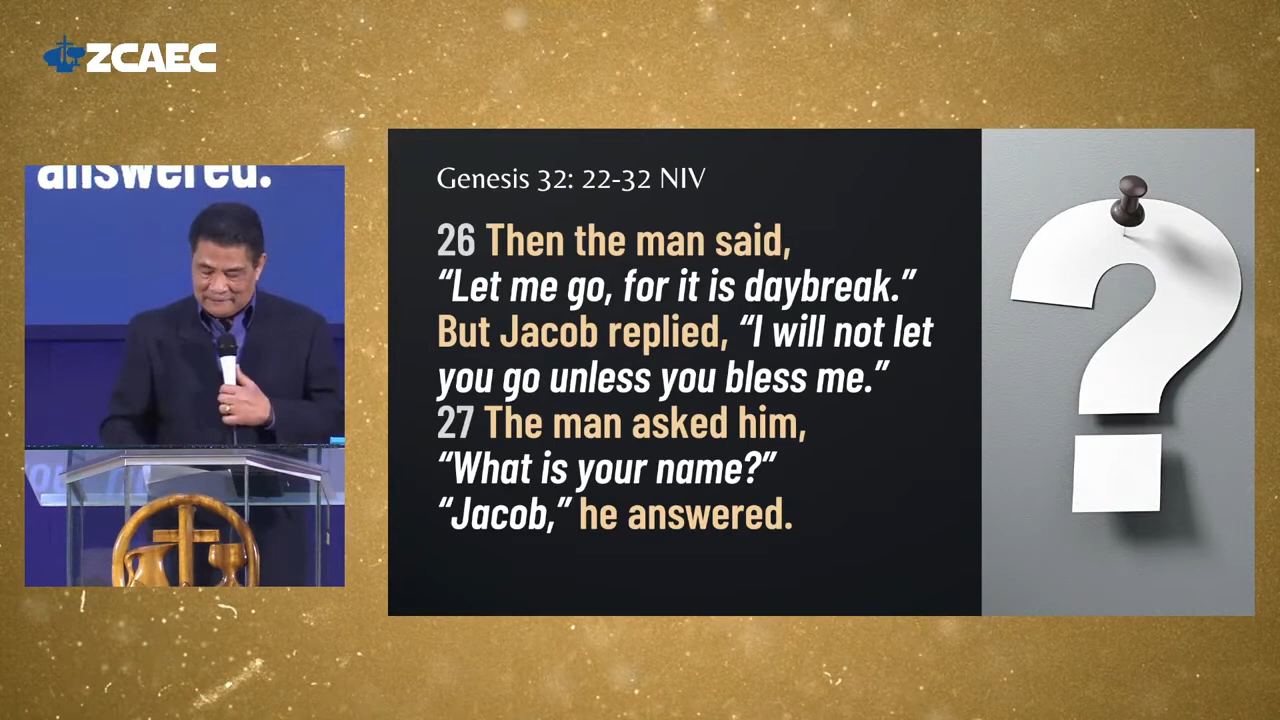 ZCAEC
answered.
Genesis 32: 22-32 NIV
26 Then the man said,
“Let me go, for it is daybreak.”
But Jacob replied, “I will not let
you go unless you bless me.”
27 The man asked him,
“What is your name?”
“Jacob,” he answered.
?